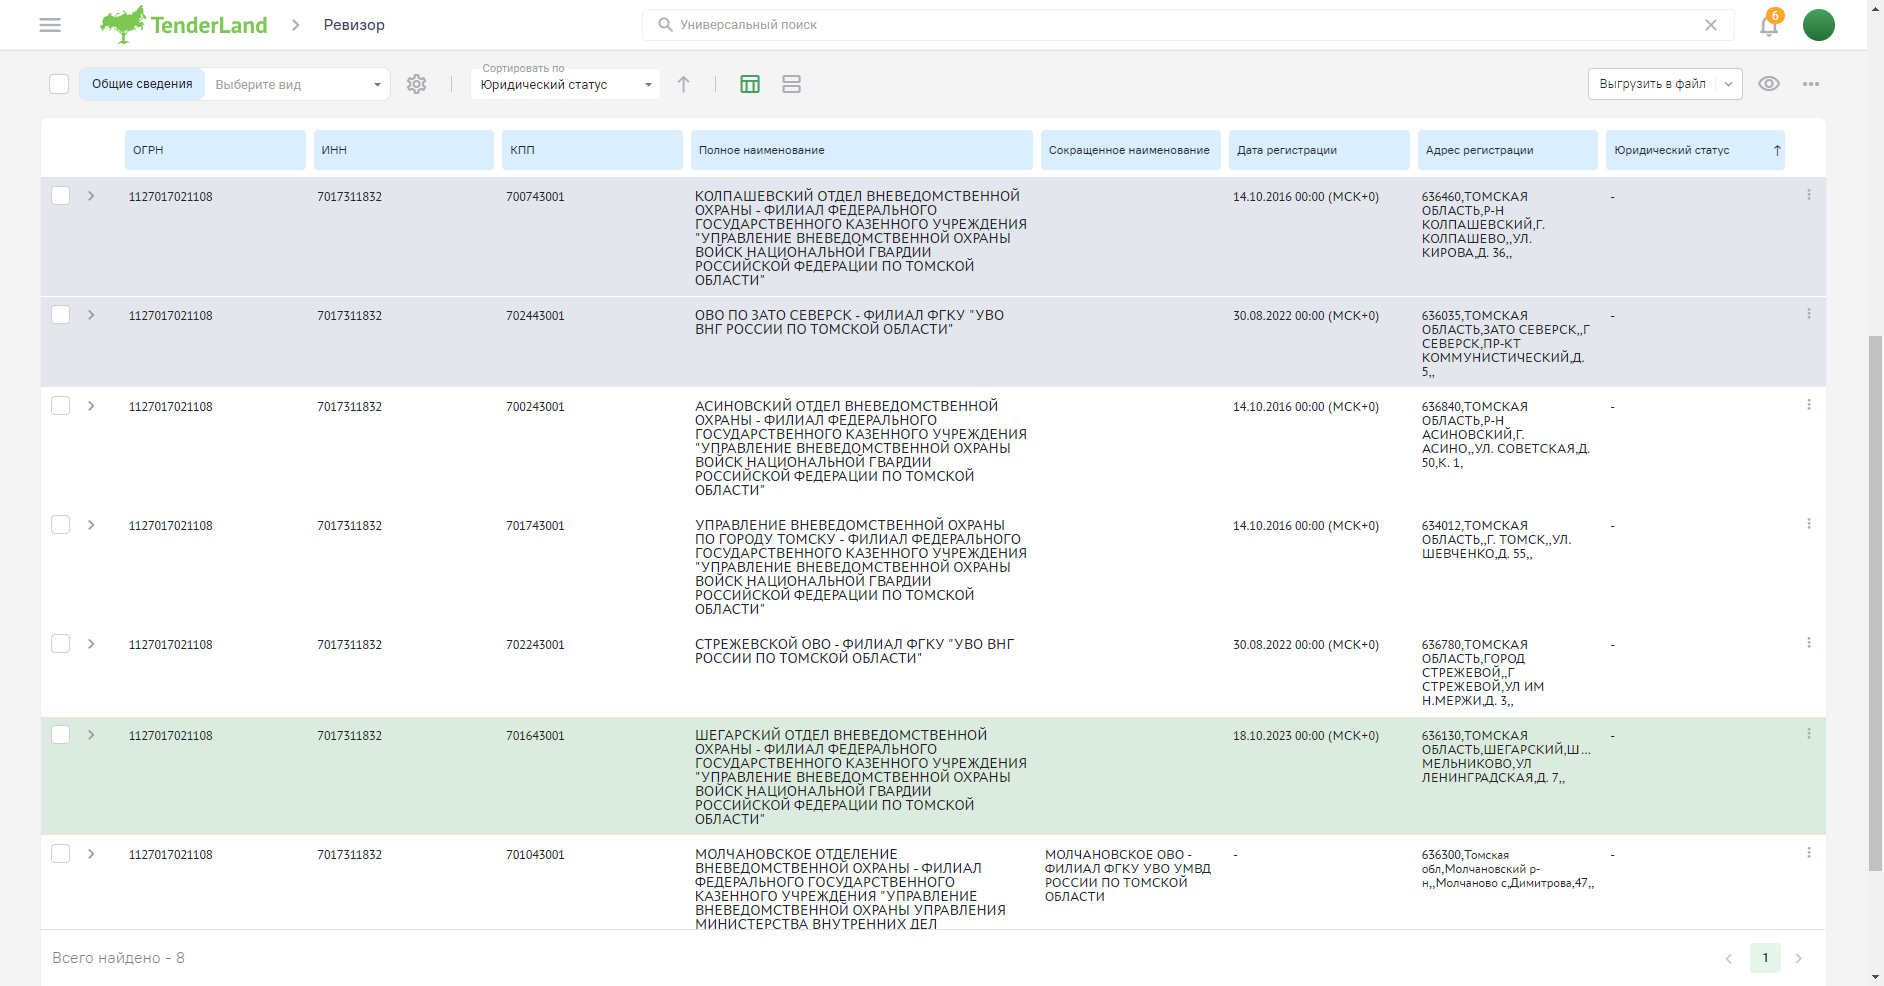 TenderLand
Ревизор
Универсальный поиск
6
Общие сведения
Выберите вид
Сортировать по
Юридический статус
Выгрузить в файл
ОГРН
ИНН
КПП
Полное наименование
Сокращенное наименование
Дата регистрации
Адрес регистрации
Юридический статус
1127017021108
7017311832
700743001
КОЛПАШЕВСКИЙ ОТДЕЛ ВНЕВЕДОМСТВЕННОЙ
ОХРАНЫ - ФИЛИАЛ ФЕДЕРАЛЬНОГО
ГОСУДАРСТВЕННОГО КАЗЕННОГО УЧРЕЖДЕНИЯ
"УПРАВЛЕНИЕ ВНЕВЕДОМСТВЕННОЙ ОХРАНЫ
ВОЙСК НАЦИОНАЛЬНОЙ ГВАРДИИ
РОССИЙСКОЙ ФЕДЕРАЦИИ ПО ТОМСКОЙ
ОБЛАСТИ"
14.10.2016 00:00 (МСК+0)
636460,ТОМСКАЯ
ОБЛАСТЬ,Р-Н
КОЛПАШЕВСКИЙ,Г.
КОЛПАШЕВО,,УЛ.
КИРОВА,Д. 36,,
-
1127017021108
7017311832
702443001
ОВО ПО ЗАТО СЕВЕРСК - ФИЛИАЛ ФГКУ "УВО
ВНГ РОССИИ ПО ТОМСКОЙ ОБЛАСТИ"
30.08.2022 00:00 (МСК+0)
636035,ТОМСКАЯ
ОБЛАСТЬ,ЗАТО СЕВЕРСК,,Г
СЕВЕРСК,ПР-КТ
КОММУНИСТИЧЕСКИЙ,Д.
5,,
-
1127017021108
7017311832
700243001
АСИНОВСКИЙ ОТДЕЛ ВНЕВЕДОМСТВЕННОЙ
ОХРАНЫ - ФИЛИАЛ ФЕДЕРАЛЬНОГО
ГОСУДАРСТВЕННОГО КАЗЕННОГО УЧРЕЖДЕНИЯ
"УПРАВЛЕНИЕ ВНЕВЕДОМСТВЕННОЙ ОХРАНЫ
ВОЙСК НАЦИОНАЛЬНОЙ ГВАРДИИ
РОССИЙСКОЙ ФЕДЕРАЦИИ ПО ТОМСКОЙ
ОБЛАСТИ"
14.10.2016 00:00 (МСК+0)
636840,ТОМСКАЯ
ОБЛАСТЬ,Р-Н
АСИНОВСКИЙ,Г.
АСИНО,,УЛ. СОВЕТСКАЯ,Д.
50,К. 1,
-
1127017021108
7017311832
701743001
УПРАВЛЕНИЕ ВНЕВЕДОМСТВЕННОЙ ОХРАНЫ
ПО ГОРОДУ ТОМСКУ - ФИЛИАЛ ФЕДЕРАЛЬНОГО
ГОСУДАРСТВЕННОГО КАЗЕННОГО УЧРЕЖДЕНИЯ
"УПРАВЛЕНИЕ ВНЕВЕДОМСТВЕННОЙ ОХРАНЫ
ВОЙСК НАЦИОНАЛЬНОЙ ГВАРДИИ
РОССИЙСКОЙ ФЕДЕРАЦИИ ПО ТОМСКОЙ
ОБЛАСТИ"
14.10.2016 00:00 (МСК+0)
634012,ТОМСКАЯ
ОБЛАСТЬ,,Г. ТОМСК,,УЛ.
ШЕВЧЕНКО,Д. 55,,
-
1127017021108
7017311832
702243001
СТРЕЖЕВСКОЙ ОВО - ФИЛИАЛ ФГКУ "УВО ВНГ
РОССИИ ПО ТОМСКОЙ ОБЛАСТИ"
30.08.2022 00:00 (МСК+0)
636780,ТОМСКАЯ
ОБЛАСТЬ,ГОРОД
СТРЕЖЕВОЙ,,Г
СТРЕЖЕВОЙ,УЛ ИМ
Н.МЕРЖИ,Д. 3,,
-
1127017021108
7017311832
701643001
ШЕГАРСКИЙ ОТДЕЛ ВНЕВЕДОМСТВЕННОЙ
ОХРАНЫ - ФИЛИАЛ ФЕДЕРАЛЬНОГО
ГОСУДАРСТВЕННОГО КАЗЕННОГО УЧРЕЖДЕНИЯ
"УПРАВЛЕНИЕ ВНЕВЕДОМСТВЕННОЙ ОХРАНЫ
ВОЙСК НАЦИОНАЛЬНОЙ ГВАРДИИ
РОССИЙСКОЙ ФЕДЕРАЦИИ ПО ТОМСКОЙ
ОБЛАСТИ"
18.10.2023 00:00 (МСК+0)
636130,ТОМСКАЯ
ОБЛАСТЬ,ШЕГАРСКИЙ,Ш...
МЕЛЬНИКОВО,УЛ
ЛЕНИНГРАДСКАЯ,Д. 7,,
-
1127017021108
7017311832
701043001
МОЛЧАНОВСКОЕ ОТДЕЛЕНИЕ
ВНЕВЕДОМСТВЕННОЙ ОХРАНЫ - ФИЛИАЛ
ФЕДЕРАЛЬНОГО ГОСУДАРСТВЕННОГО
КАЗЕННОГО УЧРЕЖДЕНИЯ "УПРАВЛЕНИЕ
ВНЕВЕДОМСТВЕННОЙ ОХРАНЫ УПРАВЛЕНИЯ
МИНИСТЕРСТВА ВНУТРЕННИХ ДЕЛ
МОЛЧАНОВСКОЕ ОВО -
ФИЛИАЛ ФГКУ УВО УМВД
РОССИИ ПО ТОМСКОЙ
ОБЛАСТИ
-
636300,Томская
обл,Молчановский р-
н,,Молчаново с,Димитрова,47,,
-
Всего найдено - 8
1